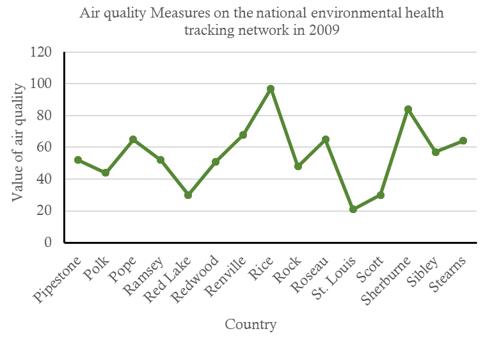 Air quality Measures on the national environmental health
tracking network in 2009
Value of air quality
120
100
80
60
40
20
0
Pipestone
Polk
Pope
Ramsey
Red Lake
Redwood
Renville
Rice
Rock
Roseau
St. Louis
Scott
Sherburne
Sibley
Stearns
Country